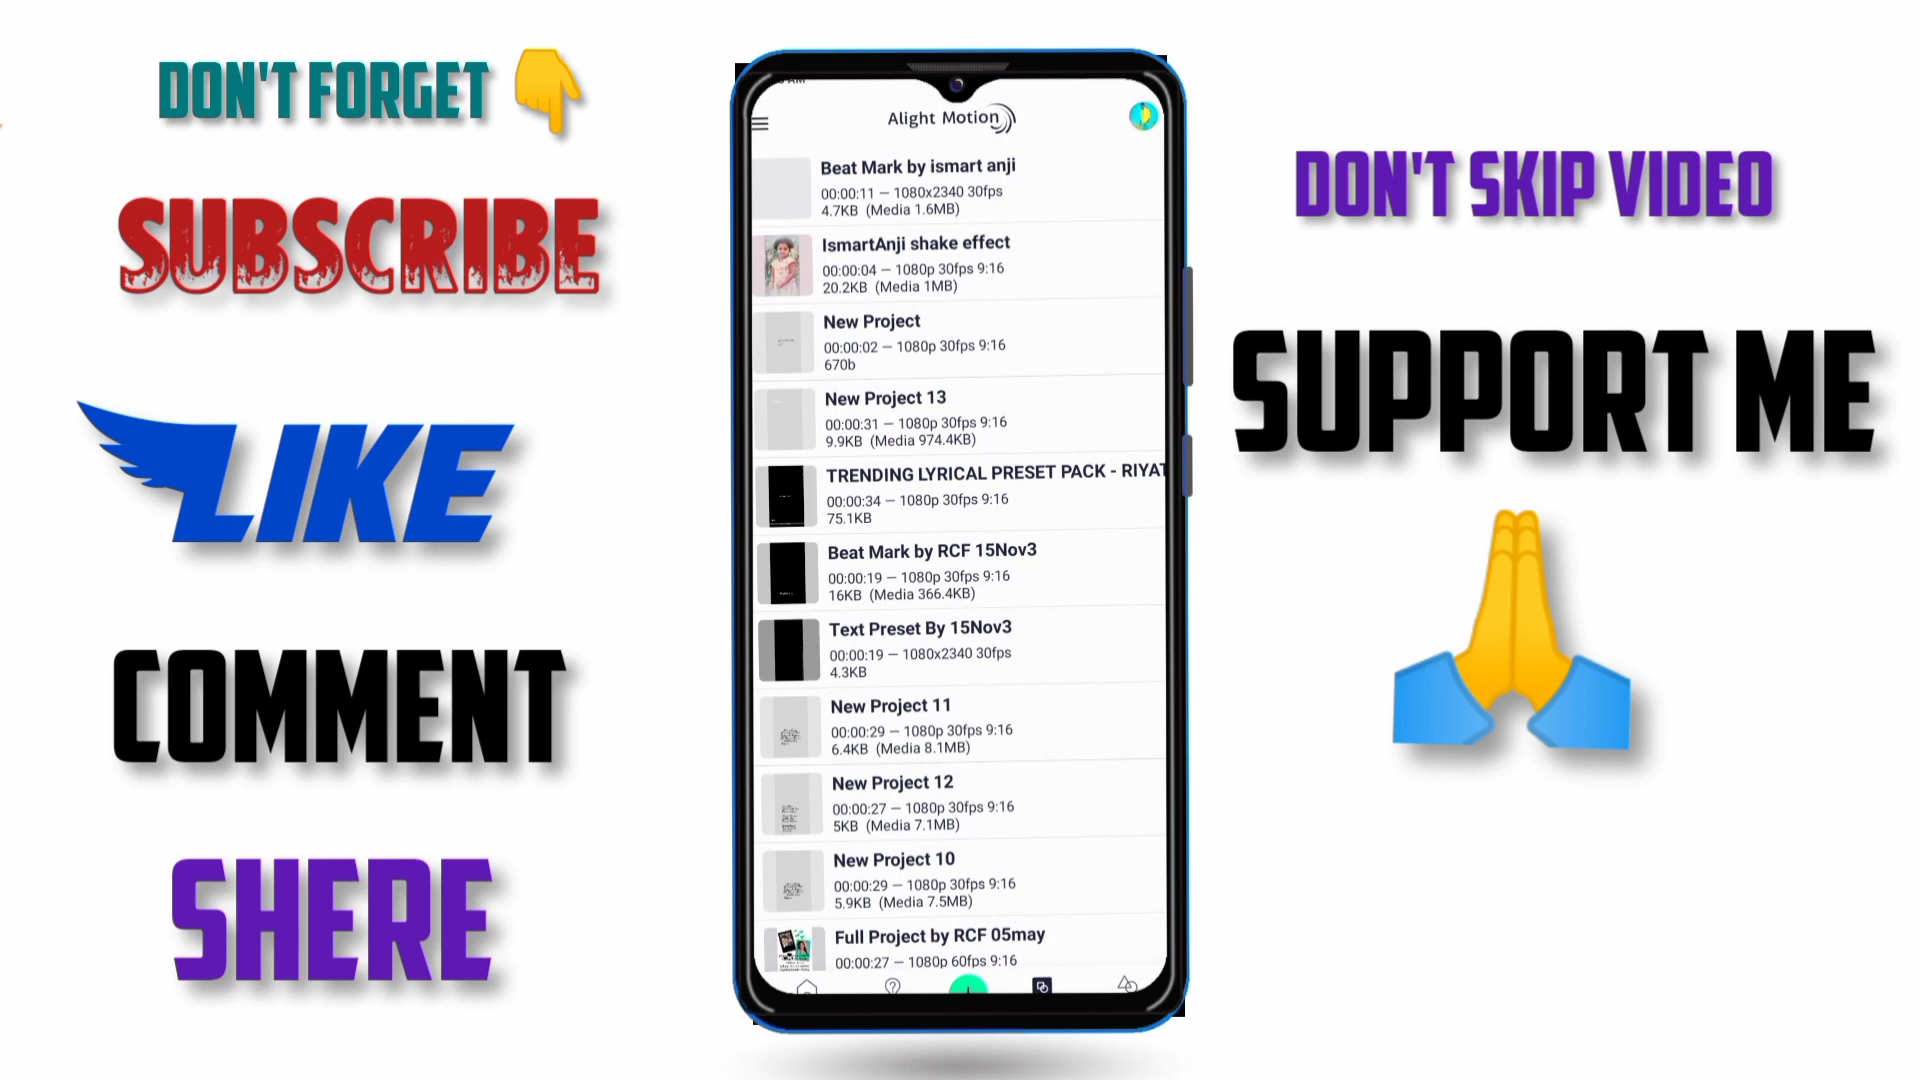 DON'T FORGET
SUBSCRIBE
LIKE
COMMENT
SHERE
AM
Alight Motion
Beat Mark by ismart anji
00:00:11 — 1080x2340 30fps
4.7KB (Media 1.6MB)
IsmartAnji shake effect
00:00:04 — 1080p 30fps 9:16
20.2KB (Media 1MB)
New Project
00:00:02 — 1080p 30fps 9:16
670b
New Project 13
00:00:31 — 1080p 30fps 9:16
9.9KB (Media 974.4KB)
TRENDING LYRICAL PRESET PACK - RIYAT
00:00:34 — 1080p 30fps 9:16
75.1KB
Beat Mark by RCF 15Nov3
00:00:19 — 1080p 30fps 9:16
16KB (Media 366.4KB)
Text Preset By 15Nov3
00:00:19 — 1080x2340 30fps
4.3KB
New Project 11
00:00:29 — 1080p 30fps 9:16
6.4KB (Media 8.1MB)
New Project 12
00:00:27 — 1080p 30fps 9:16
5KB (Media 7.1MB)
New Project 10
00:00:29 — 1080p 30fps 9:16
5.9KB (Media 7.5MB)
Full Project by RCF 05may
00:00:27 — 1080p 60fps 9:16
DON'T SKIP VIDEO
SUPPORT ME